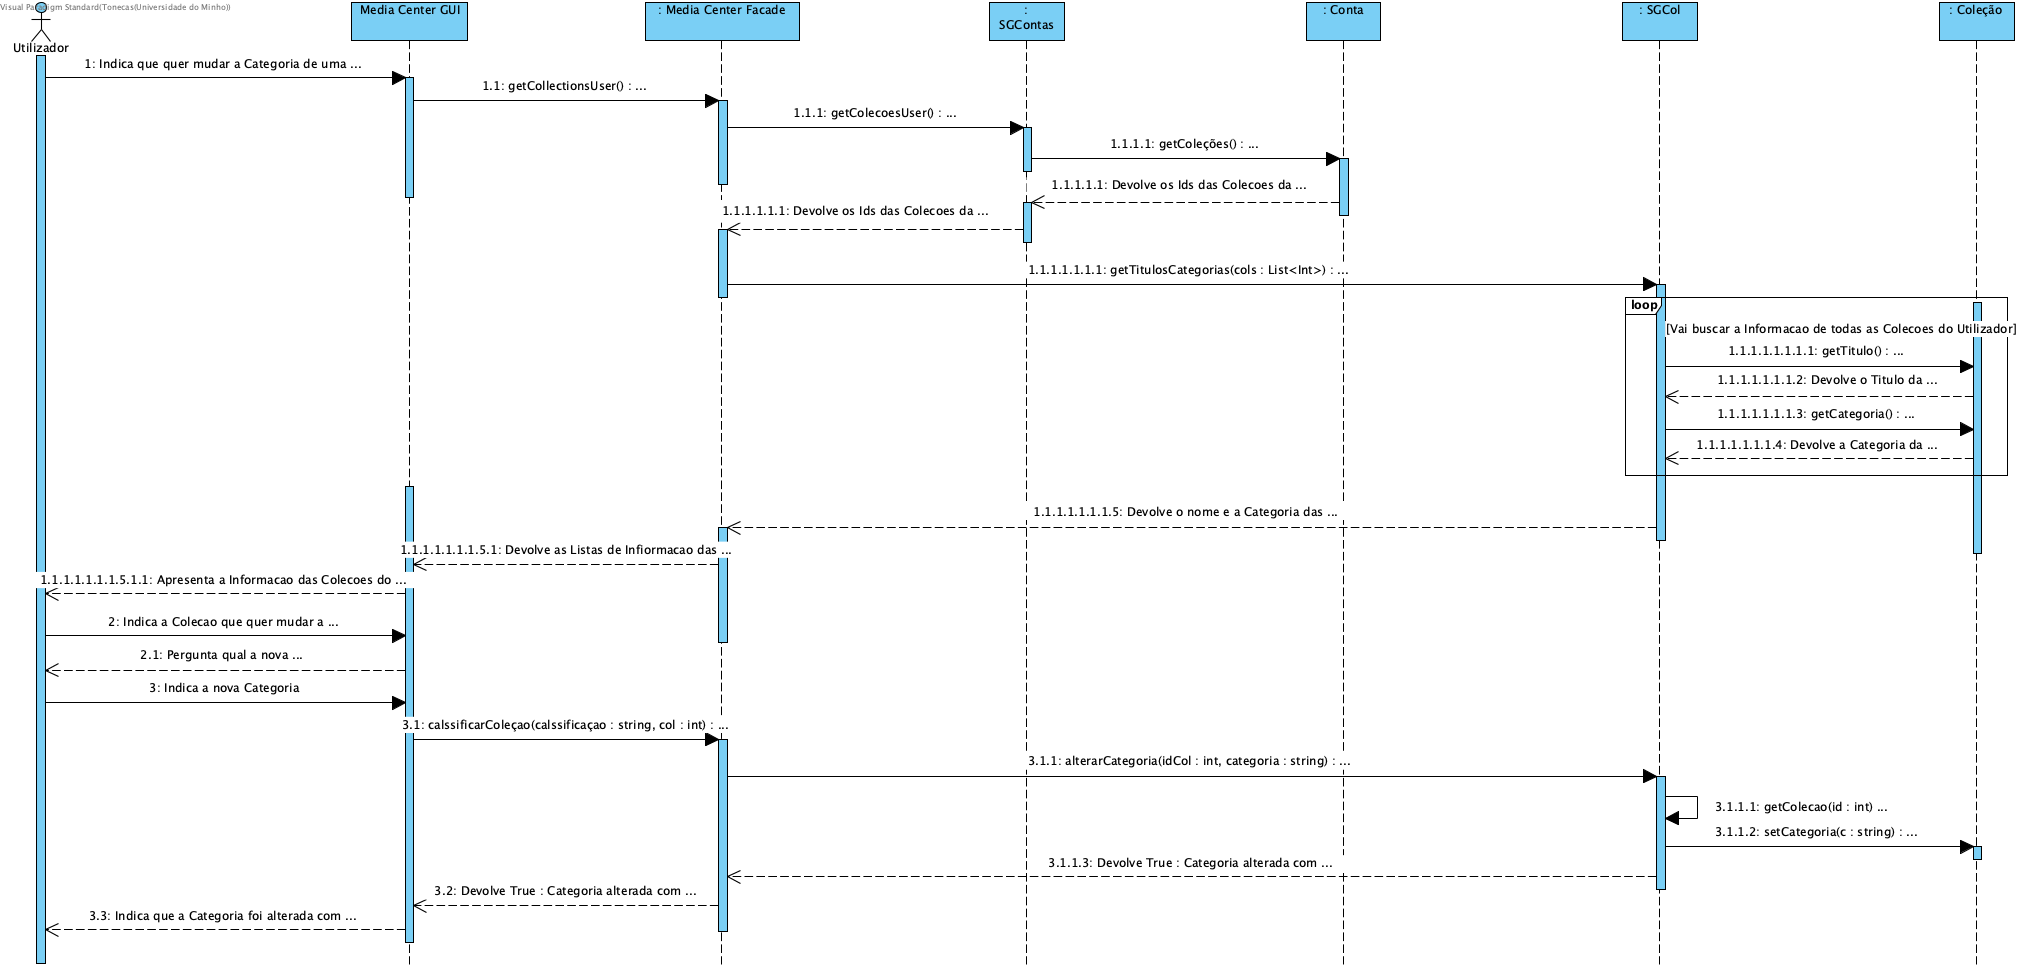 Visual Paradigm Standard(Tonecas(Universidade do Minho))
Utilizador
Media Center GUI
: Media Center Facade
:
SGContas
: Conta
: SGCol
: Coleção
1: Indica que quer mudar a Categoria de uma ...
1.1: getCollectionsUser() : ...
1.1.1: getColecoesUser() : ...
1.1.1.1: getColeções() : ...
1.1.1.1.1: Devolve os Ids das Colecoes da ...
1.1.1.1.1.1: Devolve os Ids das Colecoes da ...
1.1.1.1.1.1.1: getTitulosCategorias(cols : List<Int>) : ...
loop
[Vai buscar a Informacao de todas as Colecoes do Utilizador]
1.1.1.1.1.1.1.1: getTitulo() : ...
1.1.1.1.1.1.1.2: Devolve o Titulo da ...
1.1.1.1.1.1.1.3: getCategoria() : ...
1.1.1.1.1.1.1.4: Devolve a Categoria da ...
1.1.1.1.1.1.1.5: Devolve o nome e a Categoria das ...
1.1.1.1.1.1.1.5.1: Devolve as Listas de Infiormacao das ...
1.1.1.1.1.1.1.5.1.1: Apresenta a Informacao das Colecoes do ...
2: Indica a Colecao que quer mudar a ...
2.1: Pergunta qual a nova ...
3: Indica a nova Categoria
3.1: calssificarColeçao(calssificaçao : string, col : int) : ...
3.1.1: alterarCategoria(idCol : int, categoria : string) : ...
3.1.1.1: getColecao(id : int) ...
3.1.1.2: setCategoria(c : string) : ...
3.1.1.3: Devolve True : Categoria alterada com ...
3.2: Devolve True : Categoria alterada com ...
3.3: Indica que a Categoria foi alterada com ...